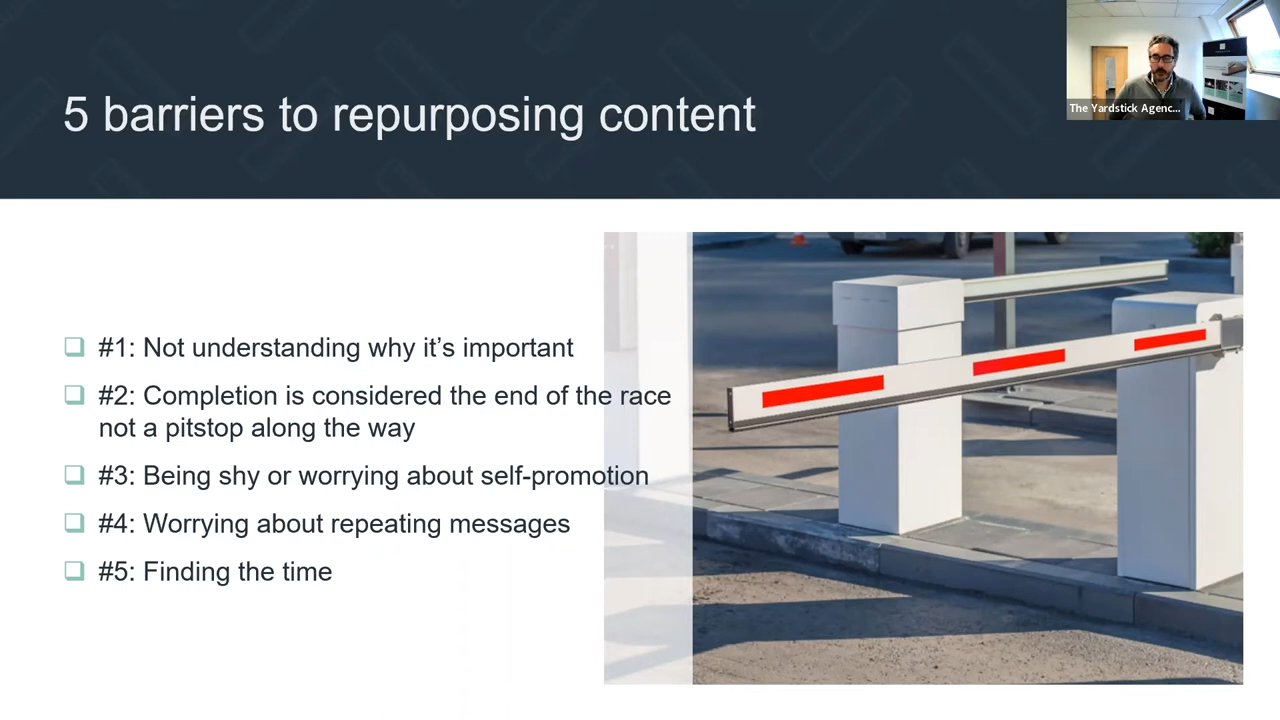 5 barriers to repurposing content
The Yardstick Agenc...
#1: Not understanding why it’s important
#2: Completion is considered the end of the race
not a pitstop along the way
#3: Being shy or worrying about self-promotion
#4: Worrying about repeating messages
#5: Finding the time